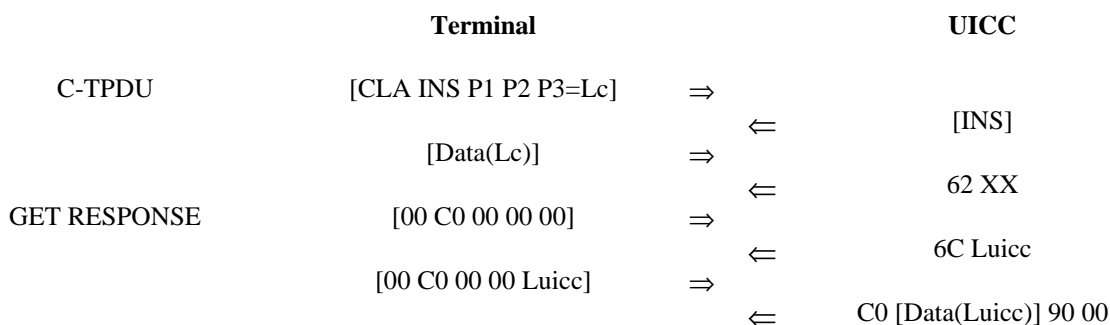 Terminal UICC
C-TPDU [CLA INS P1 P2 P3=Lc] ⇒
⇐ [INS]
[Data(Lc)] ⇒
⇐ 62 XX
GET RESPONSE [00 C0 00 00 00] ⇒
⇐ 6C Luicc
[00 C0 00 00 Luicc] ⇒
⇐ C0 [Data(Luicc)] 90 00